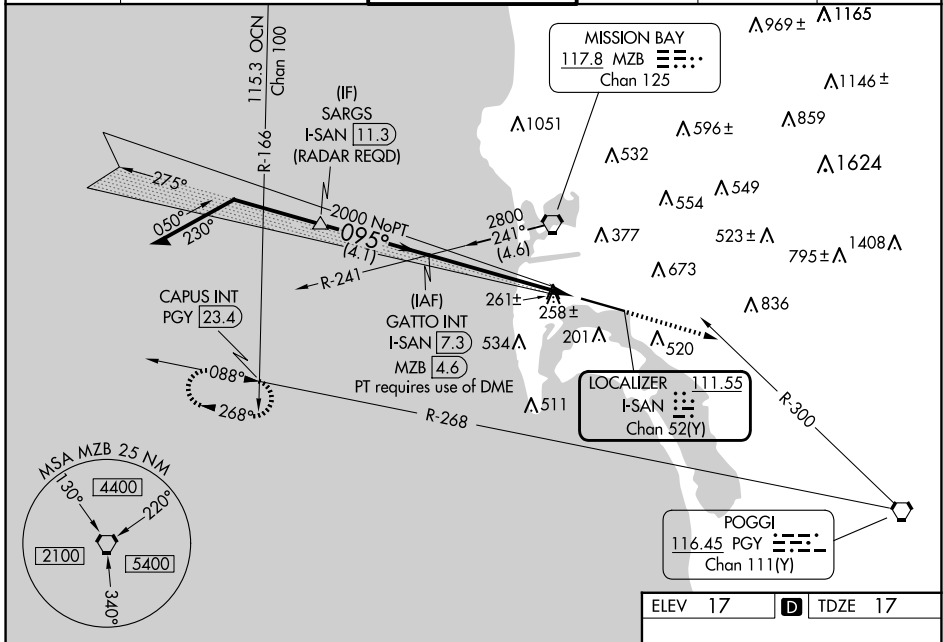 969 ±
1165
MISSION BAY
117.8 MZB
Chan 125
1146 ±
115.3 OCN
Chan 100
R-166
(IF)
SARGS
I-SAN 11.3
(RADAR REQD)
1051
596 ±
859
532
1624
275°
050°
230°
2000 NoPT
095°
(4.1)
2800
241°
(4.6)
R-241
554
549
377
523 ±
795 ±
1408
673
CAPUS INT
PGY 23.4
(IAF)
GATTO INT
I-SAN 7.3
MZB 4.6
PT requires use of DME
261 ±
258 ±
836
534
201
520
088°
268°
R-268
511
LOCALIZER 111.55
I-SAN
Chan 52(Y)
R-300
MSA MZB 25 NM
130°
4400
220°
2100
5400
340°
POGGI
116.45 PGY
Chan 111(Y)
ELEV 17 D TDZE 17